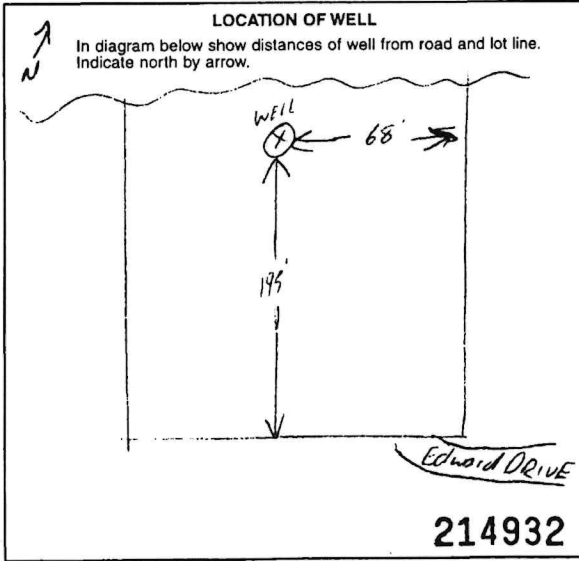 LOCATION OF WELL
In diagram below show distances of well from road and lot line.
Indicate north by arrow.
N
WELL
68'
195'
Edward DRIVE
214932